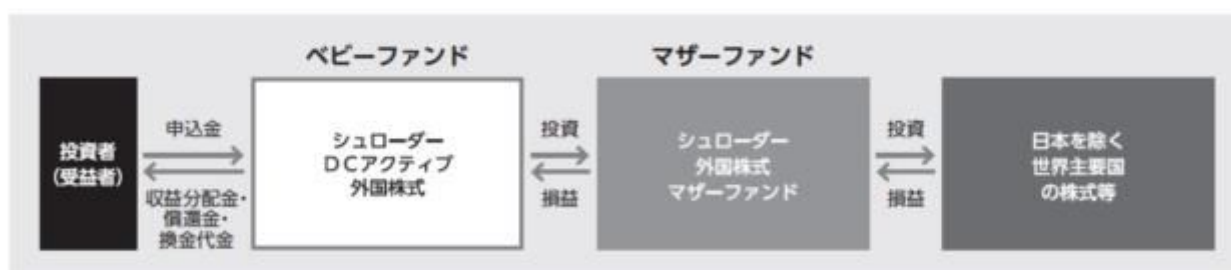 ベビーファンド
マザーファンド
投資者
(受益者)
申込金
収益分配金・
償還金・
換金代金
シュローダー
DCアクティブ
外国株式
投資
損益
シュローダー
外国株式
マザーファンド
投資
損益
日本を除く
世界主要国
の株式等